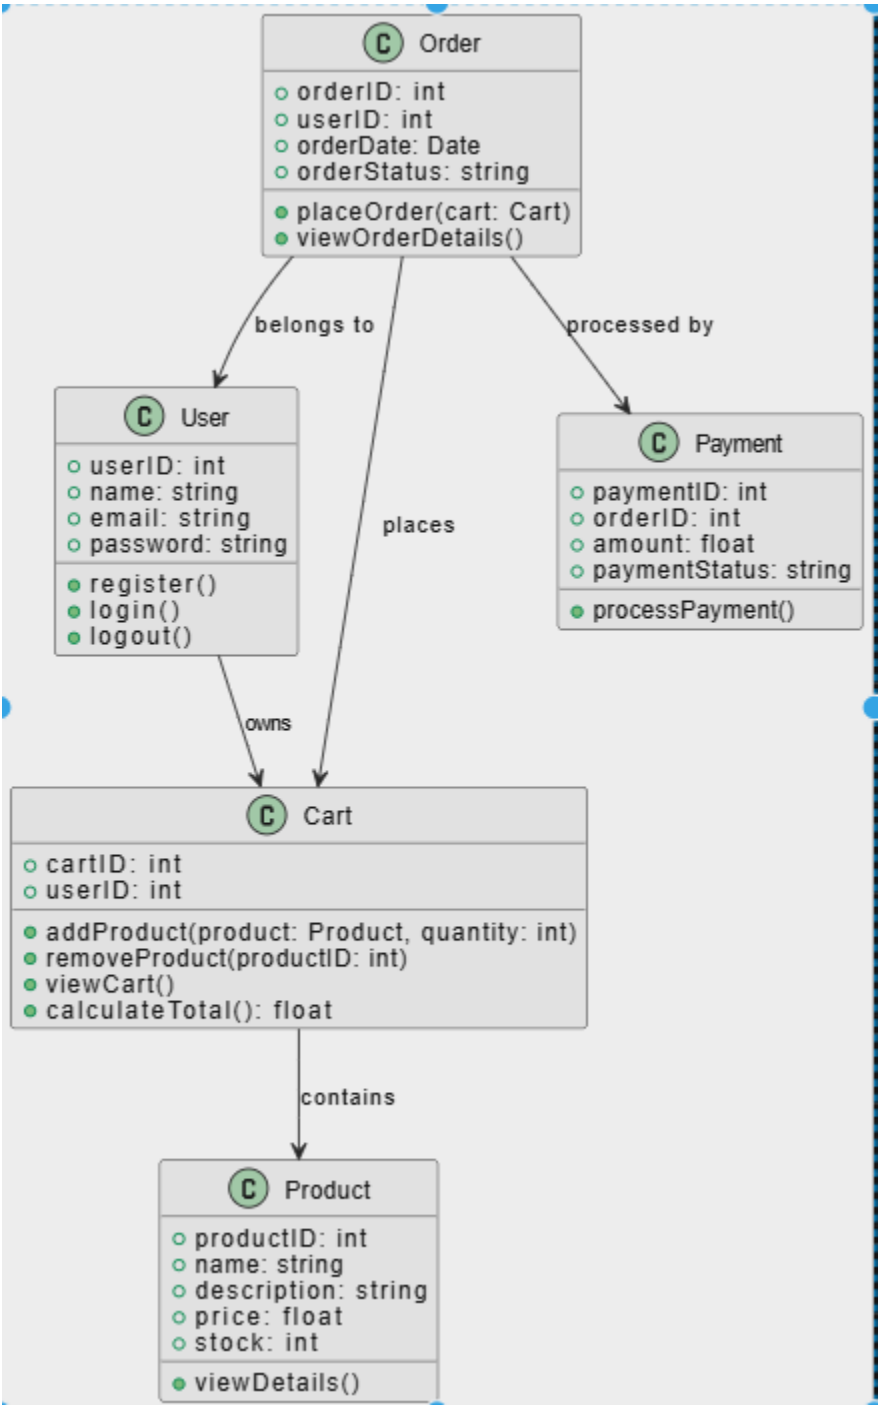 C Order
orderID: int
userID: int
orderDate: Date
orderStatus: string
placeOrder(cart: Cart)
viewOrderDetails()
belongs to
processed by
C User
userID: int
name: string
email: string
password: string
register()
login()
logout()
places
C Payment
paymentID: int
orderID: int
amount: float
paymentStatus: string
processPayment()
owns
C Cart
cartID: int
userID: int
addProduct(product: Product, quantity: int)
removeProduct(productID: int)
viewCart()
calculateTotal(): float
contains
C Product
productID: int
name: string
description: string
price: float
stock: int
viewDetails()